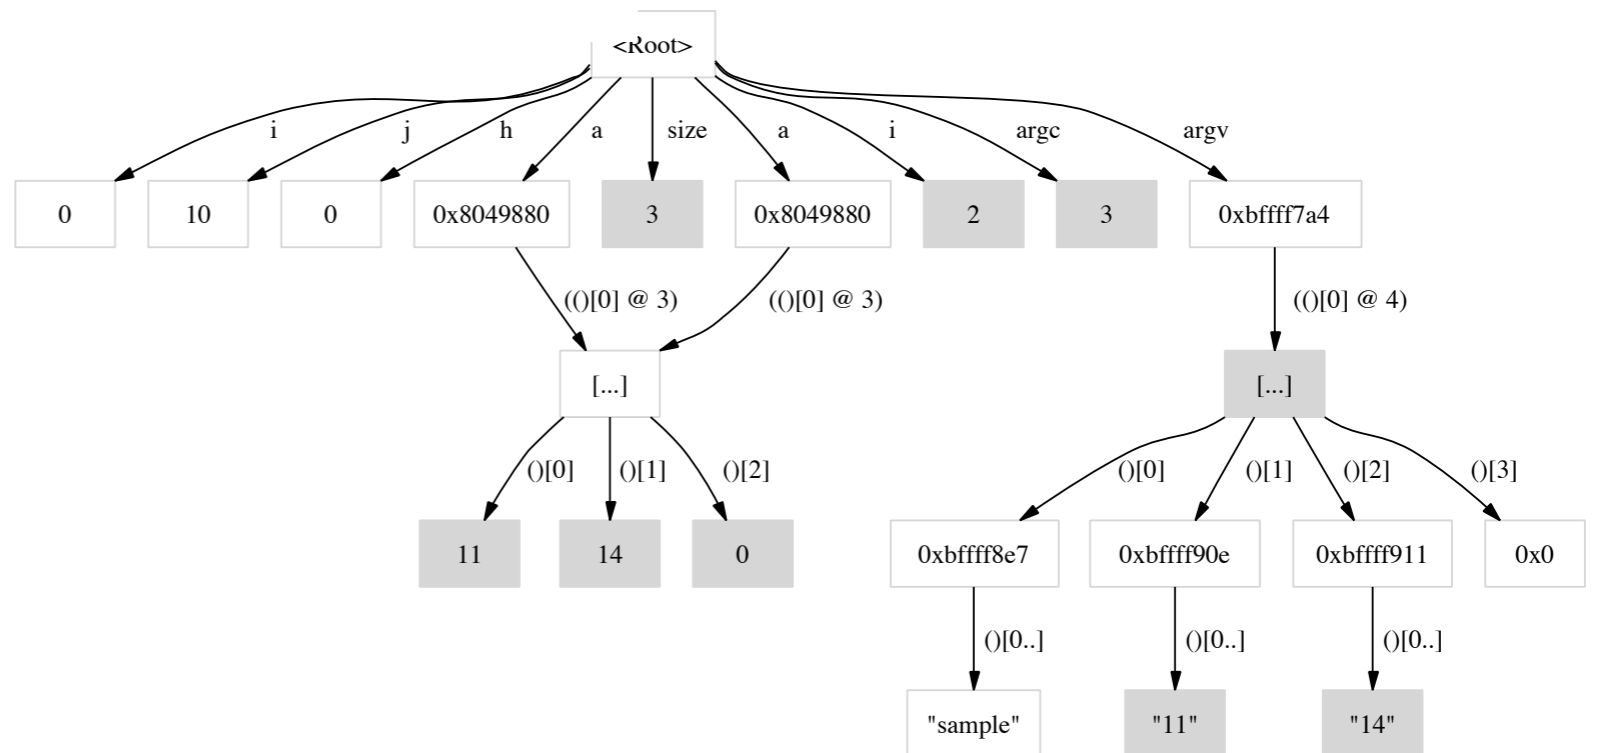 <Root>
i j h a size a i argc argv
0 10 0 0x8049880 3 0x8049880 2 3 0xbffff7a4
(()[0] @ 3) (()[0] @ 3) (()[0] @ 4)
[...] [...]
()[0] ()[1] ()[2] ()[0] ()[1] ()[2] ()[3]
11 14 0 0xbffff8e7 0xbffff90e 0xbffff911 0x0
()[0..] ()[0..] ()[0..]
"sample" "11" "14"